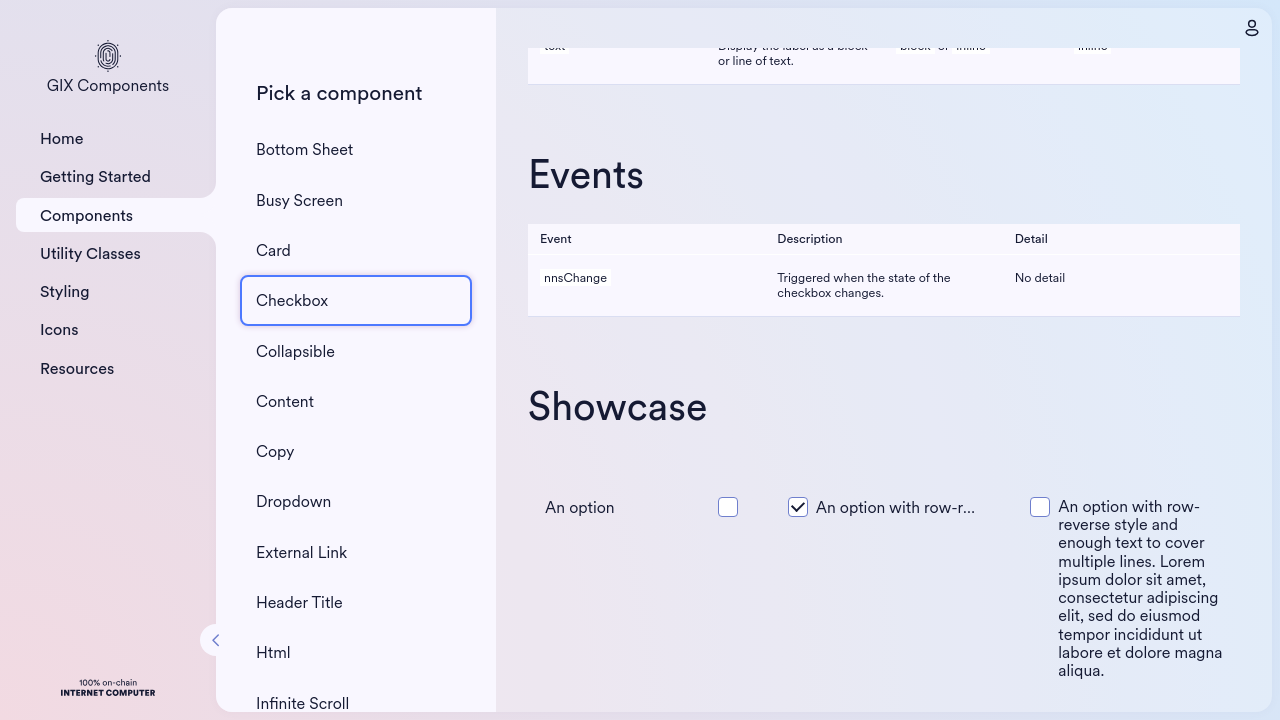 GIX Components
Home
Getting Started
Components
Utility Classes
Styling
Icons
Resources
100% on-chain
INTERNET COMPUTER
Pick a component
Bottom Sheet
Busy Screen
Card
Checkbox
Collapsible
Content
Copy
Dropdown
External Link
Header Title
Html
Infinite Scroll
text
Display the label as a block
or line of text.
block or inline
inline
Events
Event Description Detail
nnsChange
Triggered when the state of the
checkbox changes.
No detail
Showcase
An option
An option with row-r...
An option with row-
reverse style and
enough text to cover
multiple lines. Lorem
ipsum dolor sit amet,
consectetur adipiscing
elit, sed do eiusmod
tempor incididunt ut
labore et dolore magna
aliqua.